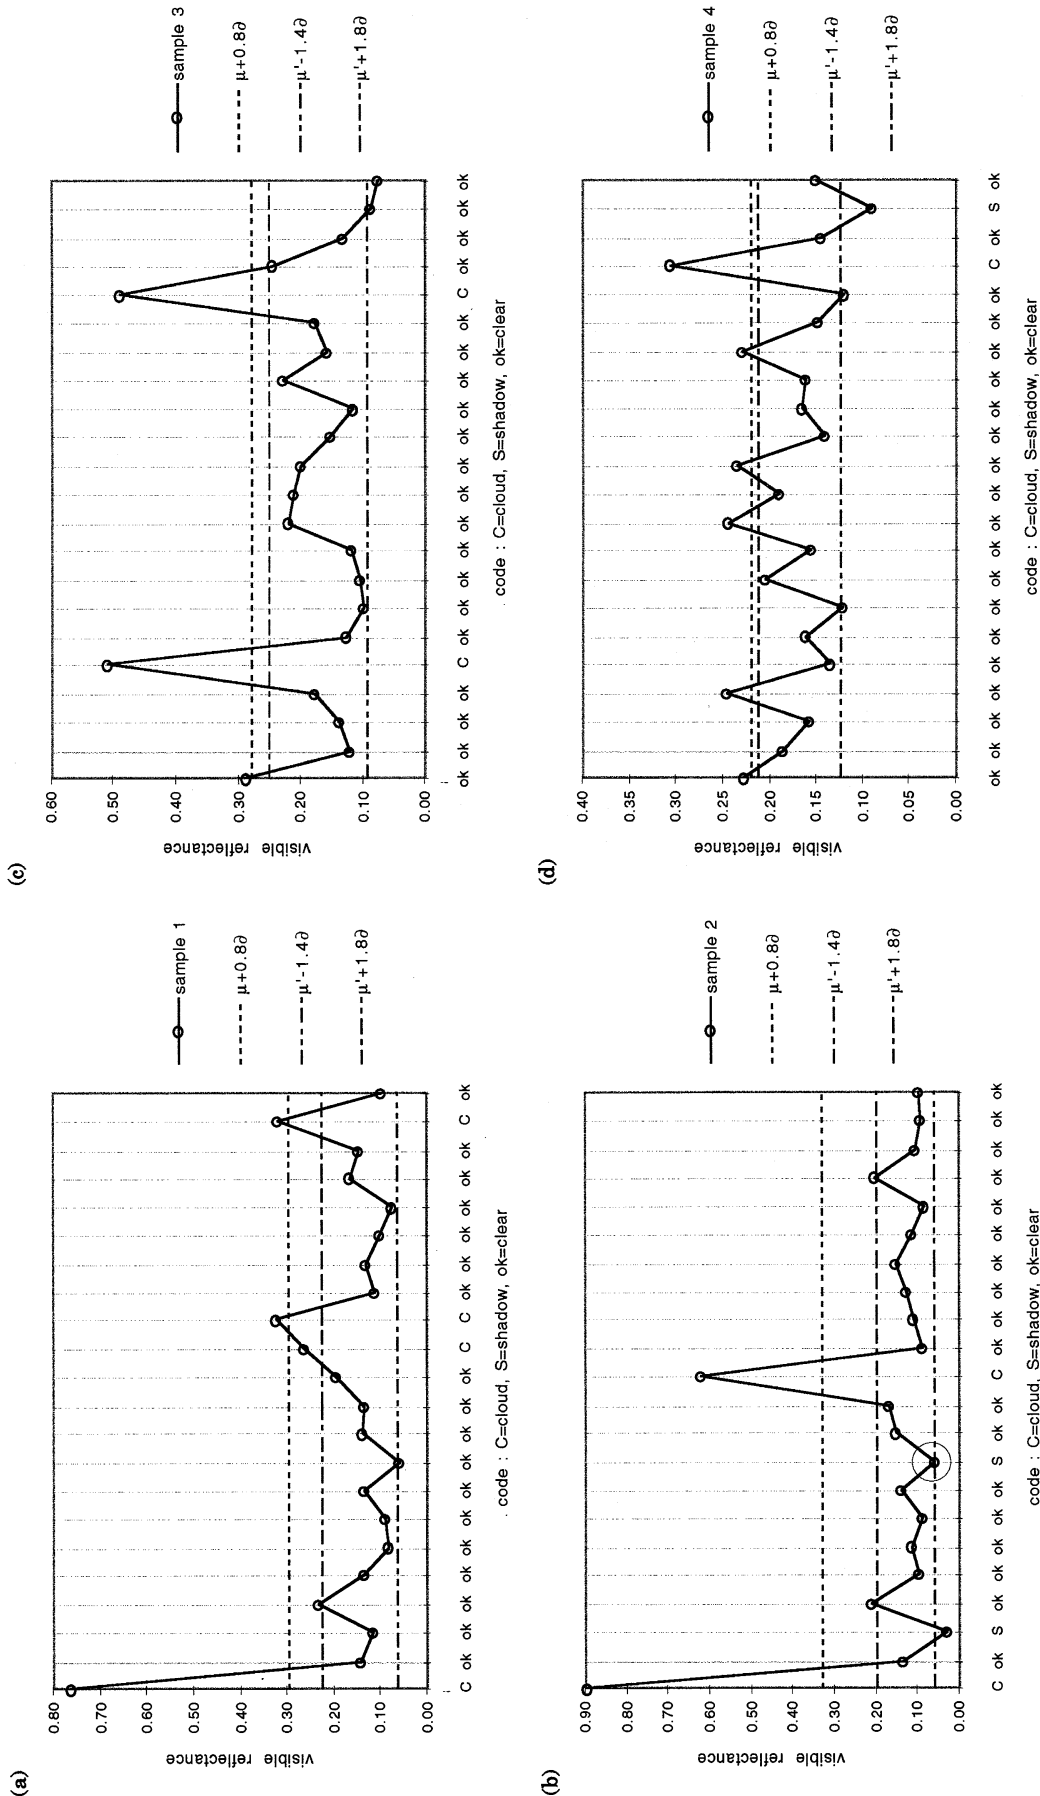 (a)
visible reflectance
0.80
0.70
0.60
0.50
0.40
0.30
0.20
0.10
0.00
C ok ok ok ok ok ok ok ok ok ok ok C C ok ok ok ok ok ok C ok
code : C=cloud, S=shadow, ok=clear
sample 1
μ+0.8∂
μ'-1.4∂
μ'+1.8∂
(b)
visible reflectance
0.90
0.80
0.70
0.60
0.50
0.40
0.30
0.20
0.10
0.00
C ok S ok ok ok ok ok S ok ok C ok ok ok ok ok ok ok ok ok ok
code : C=cloud, S=shadow, ok=clear
sample 2
μ+0.8∂
μ'-1.4∂
μ'+1.8∂
(c)
visible reflectance
0.60
0.50
0.40
0.30
0.20
0.10
0.00
ok ok ok ok C ok ok ok ok ok ok ok ok ok ok ok ok C ok ok ok ok
code : C=cloud, S=shadow, ok=clear
sample 3
μ+0.8∂
μ'-1.4∂
μ'+1.8∂
(d)
visible reflectance
0.40
0.35
0.30
0.25
0.20
0.15
0.10
0.05
0.00
ok ok ok ok ok ok ok ok ok ok ok ok ok ok ok ok ok ok C ok S ok
code : C=cloud, S=shadow, ok=clear
sample 4
μ+0.8∂
μ'-1.4∂
μ'+1.8∂